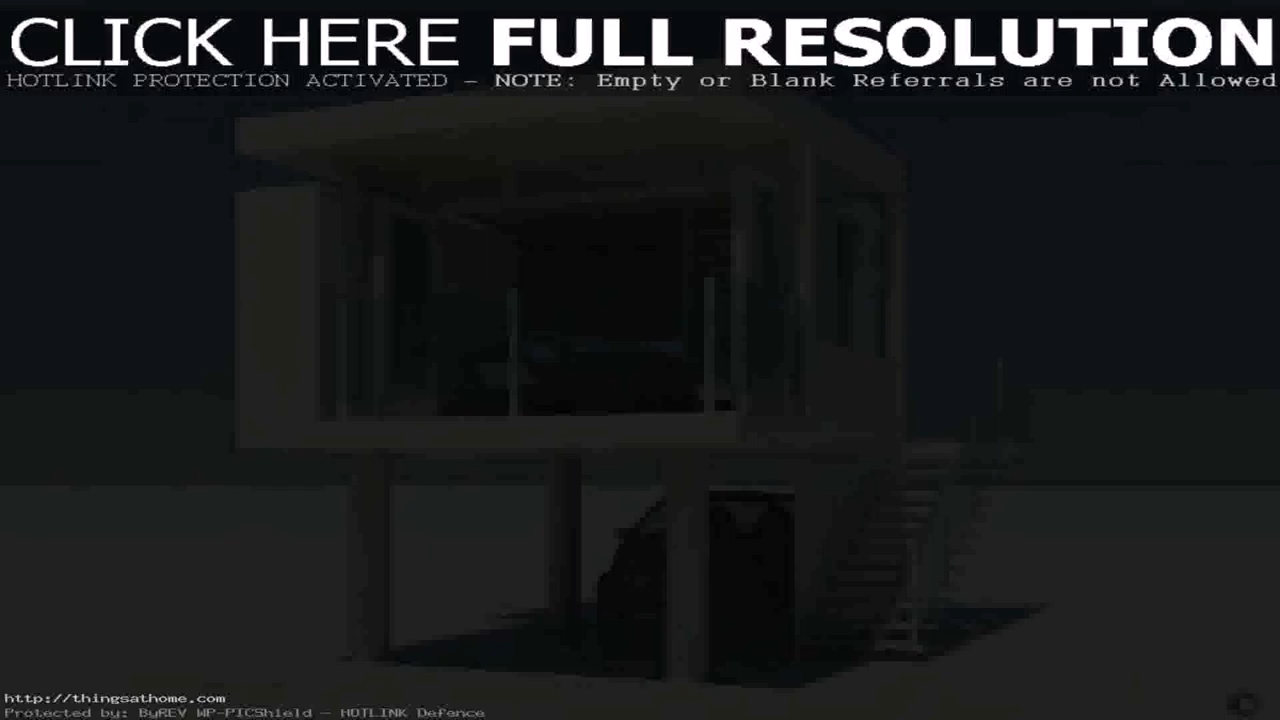 CLICK HERE FULL RESOLUTION
HOTLINK PROTECTION ACTIVATED - NOTE: Empty or Blank Referrals are not Allowed
http://thingsathome.com
Protected by: ByREV WP-PICShield - HOTLINK Defence